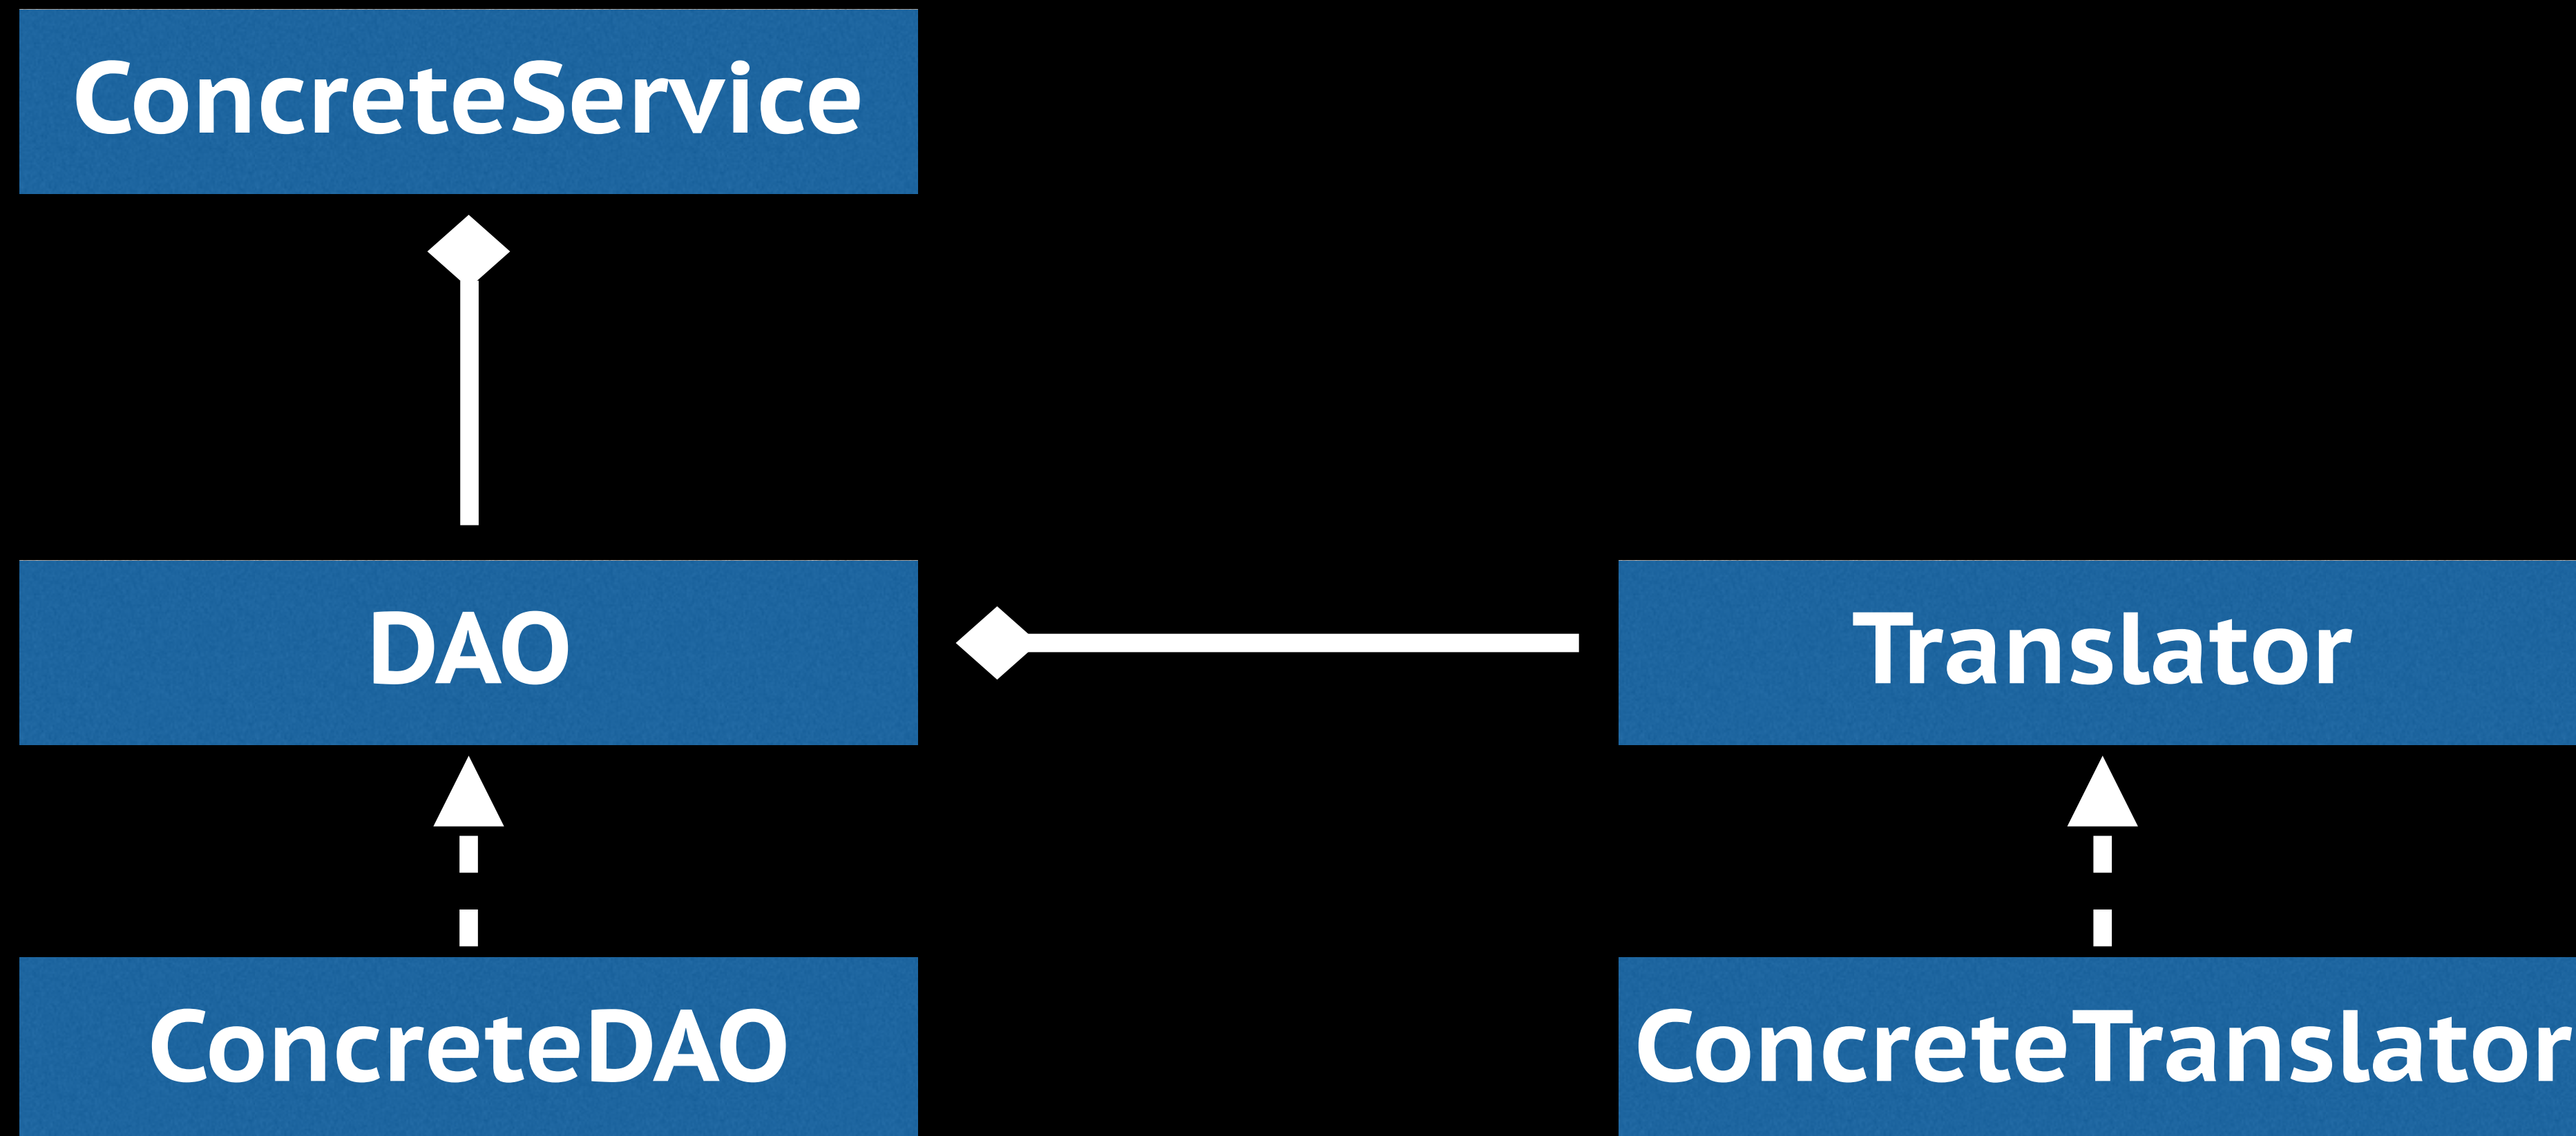 ConcreteService
DAO
Translator
ConcreteDAO
ConcreteTranslator